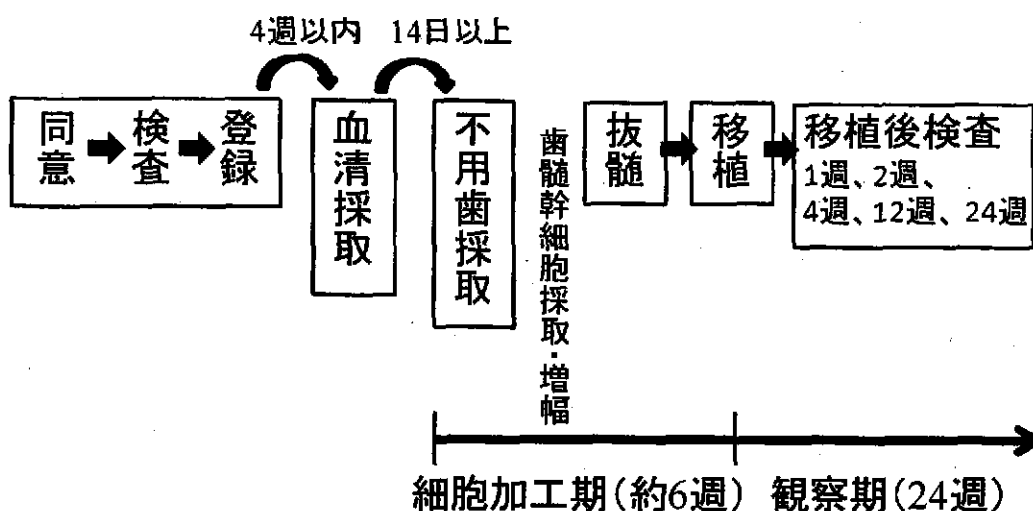 4週以内 14日以上
同意
検査
登録
血清採取
不用歯採取
歯髄幹細胞採取・増幅
抜髄
移植
移植後検査
1週、2週、
4週、12週、24週
細胞加工期(約6週) 観察期(24週)